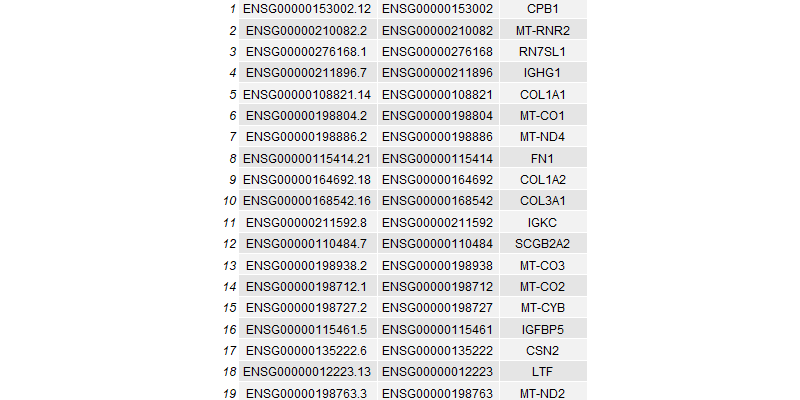 1 ENSG00000153002.12 ENSG00000153002 CPB1
2 ENSG00000210082.2 ENSG00000210082 MT-RNR2
3 ENSG00000276168.1 ENSG00000276168 RN7SL1
4 ENSG00000211896.7 ENSG00000211896 IGHG1
5 ENSG00000108821.14 ENSG00000108821 COL1A1
6 ENSG00000198804.2 ENSG00000198804 MT-CO1
7 ENSG00000198886.2 ENSG00000198886 MT-ND4
8 ENSG00000115414.21 ENSG00000115414 FN1
9 ENSG00000164692.18 ENSG00000164692 COL1A2
10 ENSG00000168542.16 ENSG00000168542 COL3A1
11 ENSG00000211592.8 ENSG00000211592 IGKC
12 ENSG00000110484.7 ENSG00000110484 SCGB2A2
13 ENSG00000198938.2 ENSG00000198938 MT-CO3
14 ENSG00000198712.1 ENSG00000198712 MT-CO2
15 ENSG00000198727.2 ENSG00000198727 MT-CYB
16 ENSG00000115461.5 ENSG00000115461 IGFBP5
17 ENSG00000135222.6 ENSG00000135222 CSN2
18 ENSG00000012223.13 ENSG00000012223 LTF
19 ENSG00000198763.3 ENSG00000198763 MT-ND2